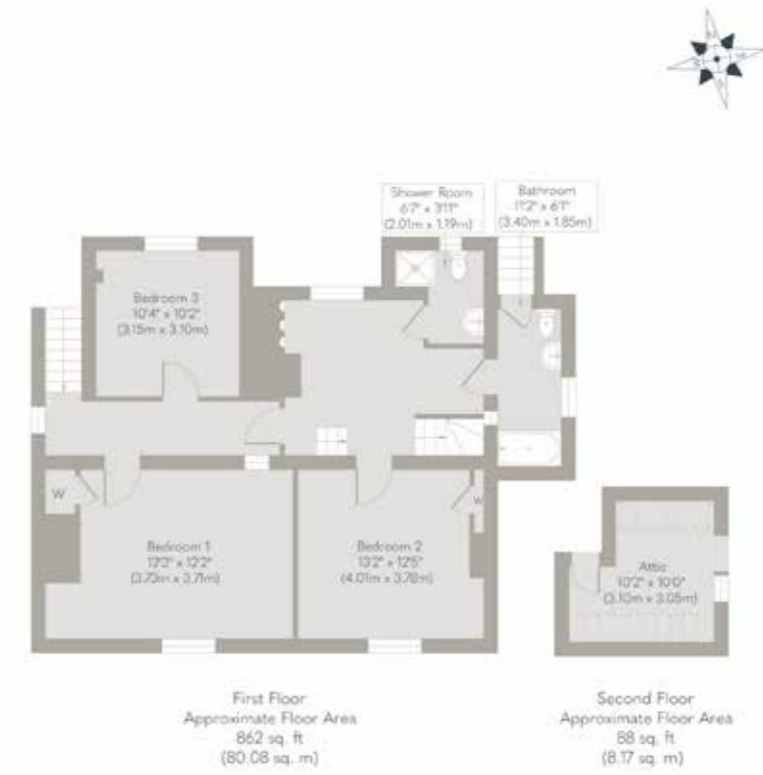 Shower Room
6'7" x 3'11"
(2.01m x 1.19m)
Bathroom
11'2" x 6'1"
(3.40m x 1.85m)
Bedroom 3
10'4" x 10'2"
(3.15m x 3.10m)
W
Bedroom 1
12'2"
(3.73m x 3.71m)
Bedroom 2
13'2" x 12'5"
(4.01m x 3.78m)
W
Attic
10'2" x 10'0"
(3.10m x 3.05m)
First Floor
Approximate Floor Area
862 sq. ft
(80.08 sq. m)
Second Floor
Approximate Floor Area
88 sq. ft
(8.17 sq. m)